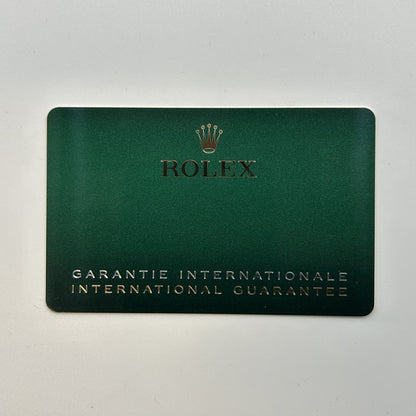 ROLEX
GARANTIE INTERNATIONALE
INTERNATIONAL GUARANTEE